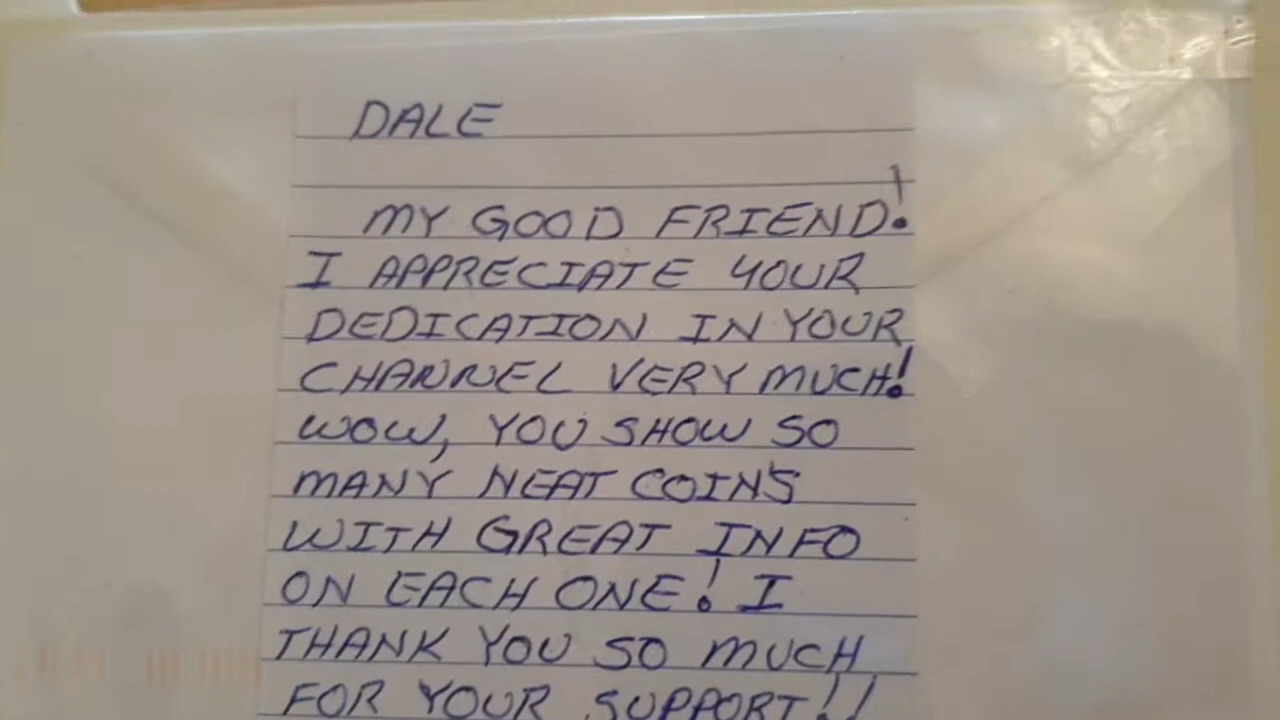 DALE
MY GOOD FRIEND!
I APPRECIATE YOUR
DEDICATION IN YOUR
CHANNEL VERY MUCH!
WOW, YOU SHOW SO
MANY NEAT COINS
WITH GREAT INFO
ON EACH ONE! I
THANK YOU SO MUCH
FOR YOUR SUPPORT!!